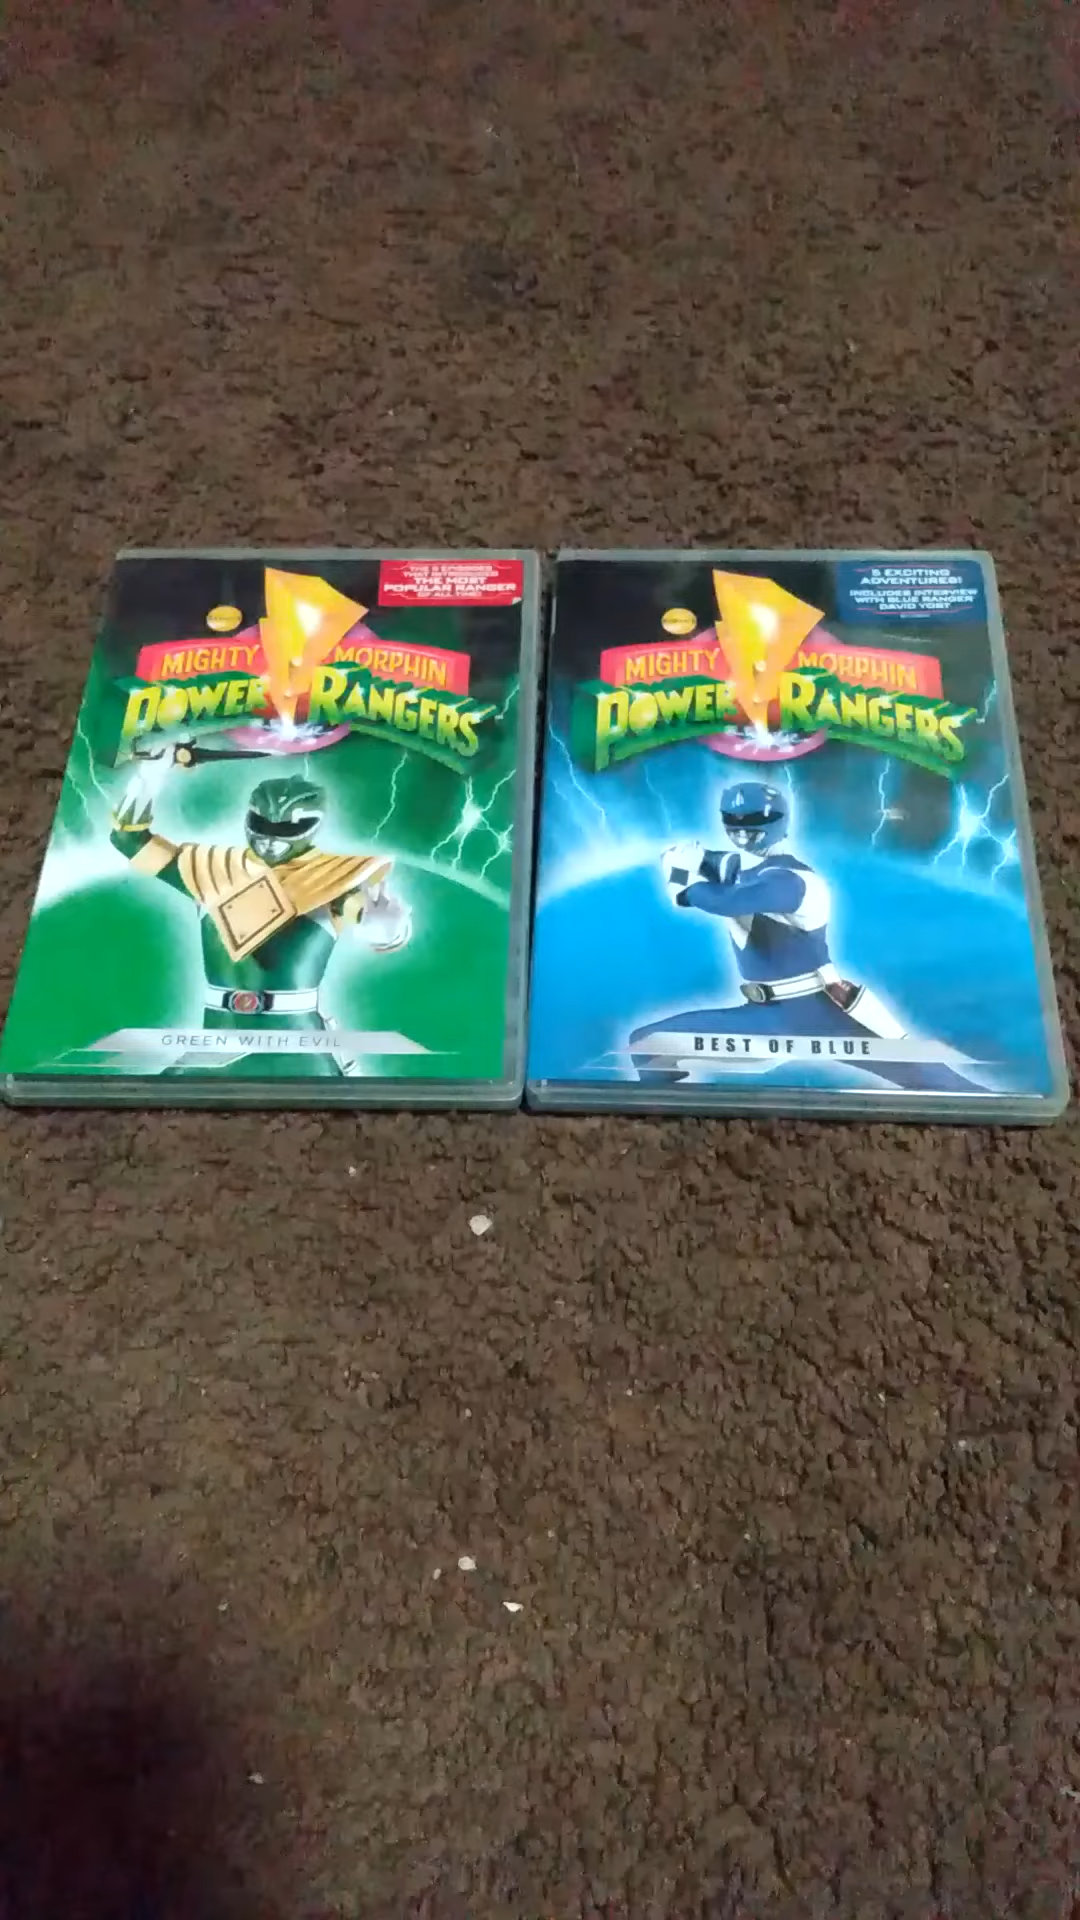 THE 5 EPISODES
THAT INTRODUCED
THE MOST
POPULAR RANGER
OF ALL TIME!
MIGHTY MORPHIN
POWER RANGERS
GREEN WITH EVIL
5 EXCITING
ADVENTURES!
INCLUDES INTERVIEW
WITH BLUE RANGER
DAVID YOST
MIGHTY MORPHIN
POWER RANGERS
BEST OF BLUE